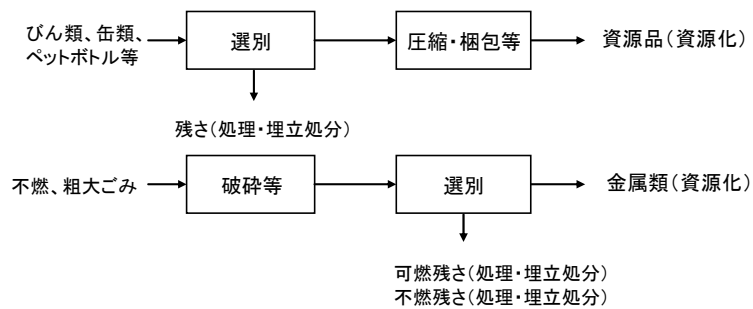 びん類、缶類、
ペットボトル等
選別
圧縮・梱包等
資源品(資源化)
残さ(処理・埋立処分)
不燃、粗大ごみ
破砕等
選別
金属類(資源化)
可燃残さ(処理・埋立処分)
不燃残さ(処理・埋立処分)